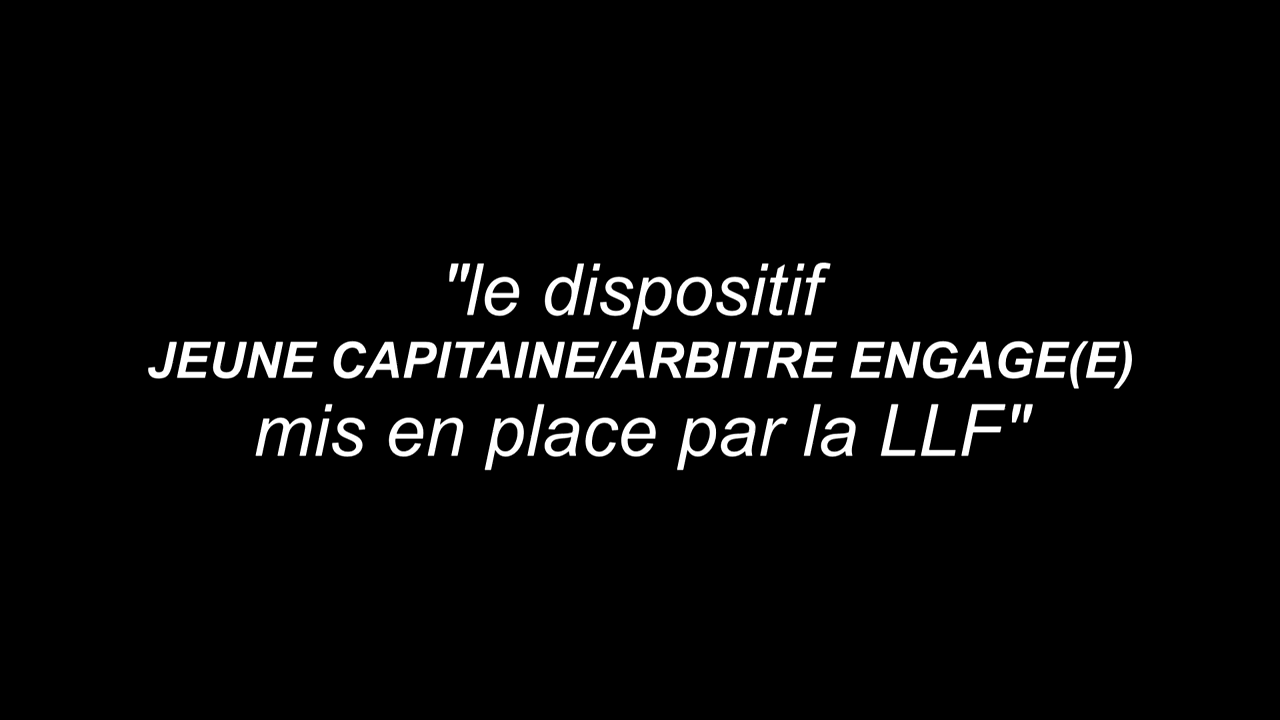 "le dispositif
JEUNE CAPITAINE/ARBITRE ENGAGE(E)
mis en place par la LLF"